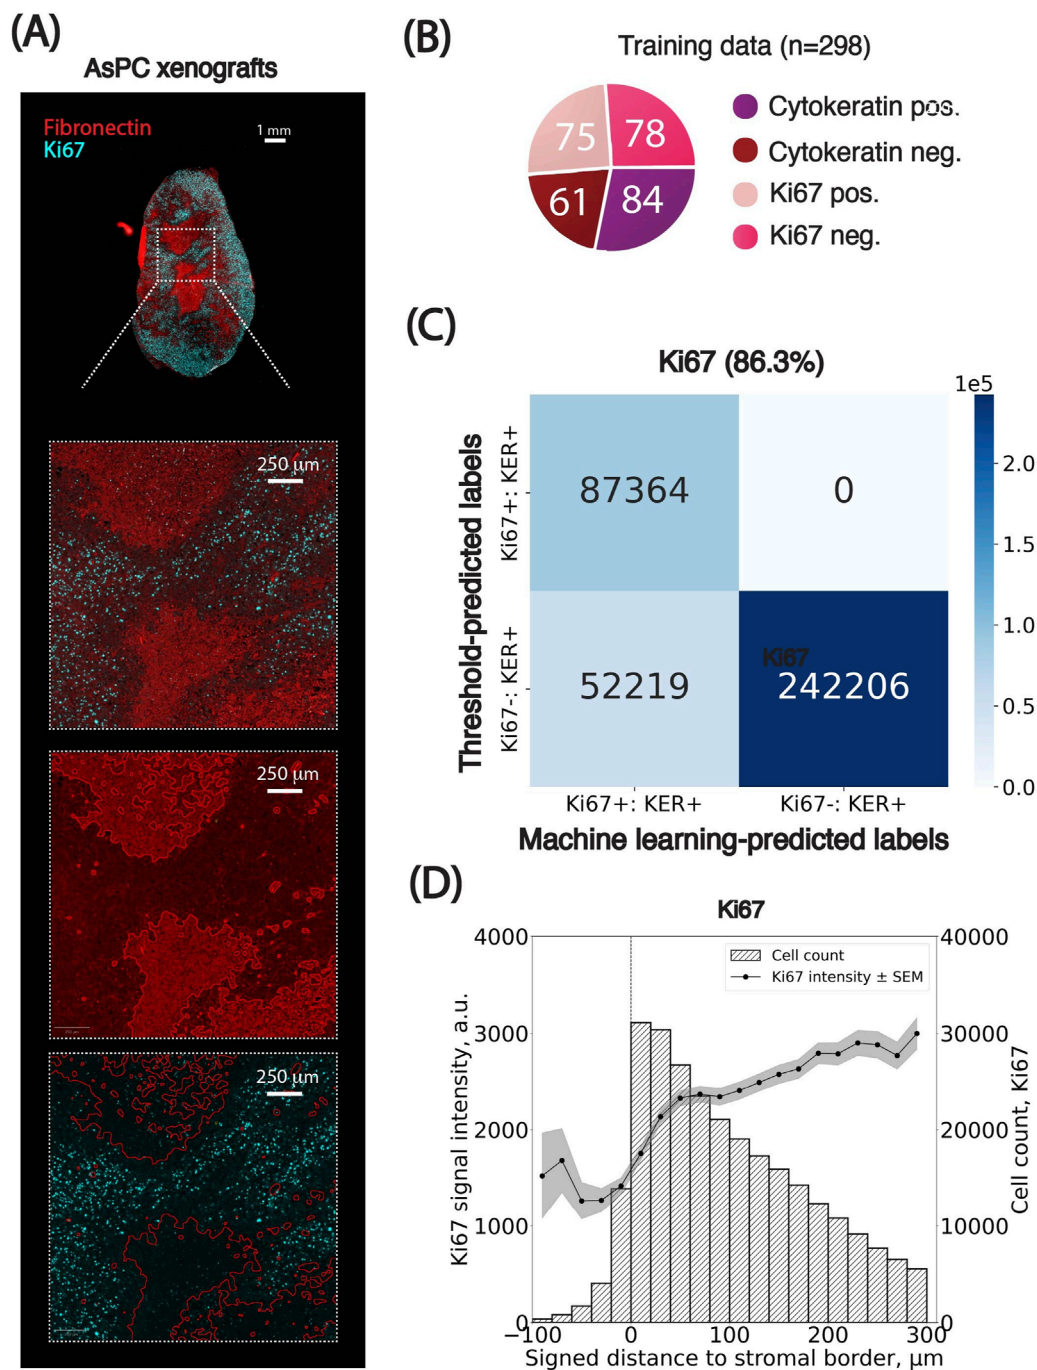 (A)
AsPC xenografts
Fibronectin
Ki67
1 mm
250 µm
250 µm
250 µm
(B)
Training data (n=298)
75
78
61
84
Cytokeratin pos.
Cytokeratin neg.
Ki67 pos.
Ki67 neg.
(C)
Ki67 (86.3%)
1e5
Threshold-predicted labels
Ki67+: KER+
Ki67-: KER+
87364
0
52219
Ki67
242206
2.0
1.5
1.0
0.5
0.0
Ki67+: KER+
Ki67-: KER+
Machine learning-predicted labels
(D)
Ki67
Ki67 signal intensity, a.u.
4000
3000
2000
1000
0
Cell count
Ki67 intensity ± SEM
40000
30000
20000
10000
0
Cell count, Ki67
−100
0
100
200
300
Signed distance to stromal border, µm